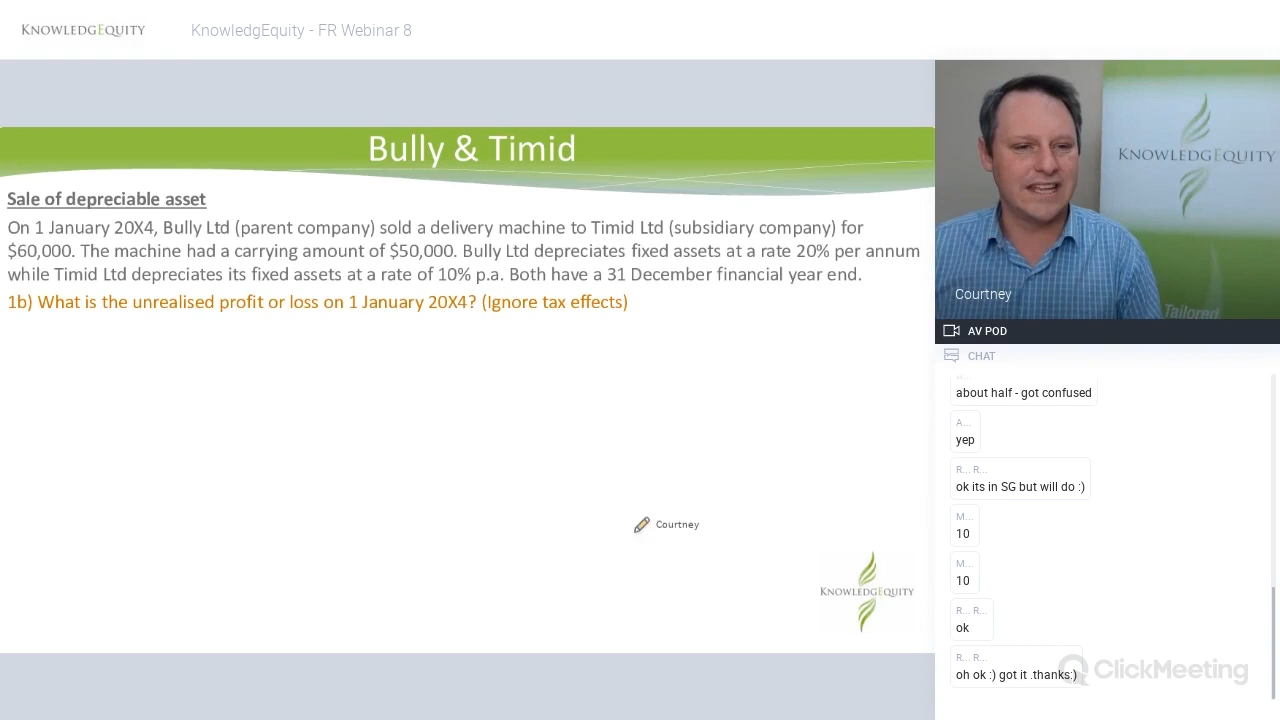 KNOWLEDGEQUITY
KnowledgEquity - FR Webinar 8
Bully & Timid
Sale of depreciable asset
On 1 January 20X4, Bully Ltd (parent company) sold a delivery machine to Timid Ltd (subsidiary company) for
$60,000. The machine had a carrying amount of $50,000. Bully Ltd depreciates fixed assets at a rate 20% per annum
while Timid Ltd depreciates its fixed assets at a rate of 10% p.a. Both have a 31 December financial year end.
1b) What is the unrealised profit or loss on 1 January 20X4? (Ignore tax effects)
Courtney
KNOWLEDGEQUITY
KNOWLEDGEQUITY
Tailored
Courtney
AV POD
CHAT
about half - got confused
A...
yep
R... R...
ok its in SG but will do :)
M...
10
M...
10
R... R...
ok
R... R...
oh ok :) got it .thanks:)
ClickMeeting